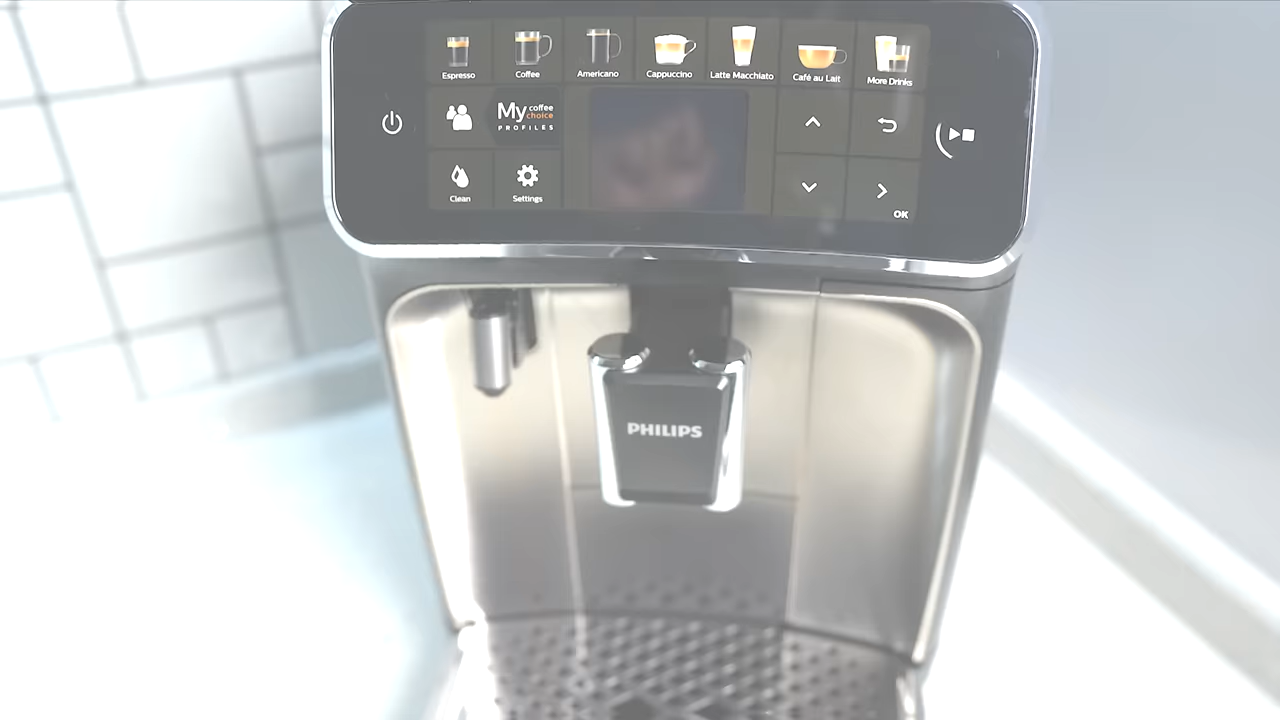 Espresso
Coffee
Americano
Cappuccino
Latte Macchiato
Café au Lait
More Drinks
My coffee choice
PROFILES
Clean
Settings
OK
PHILIPS